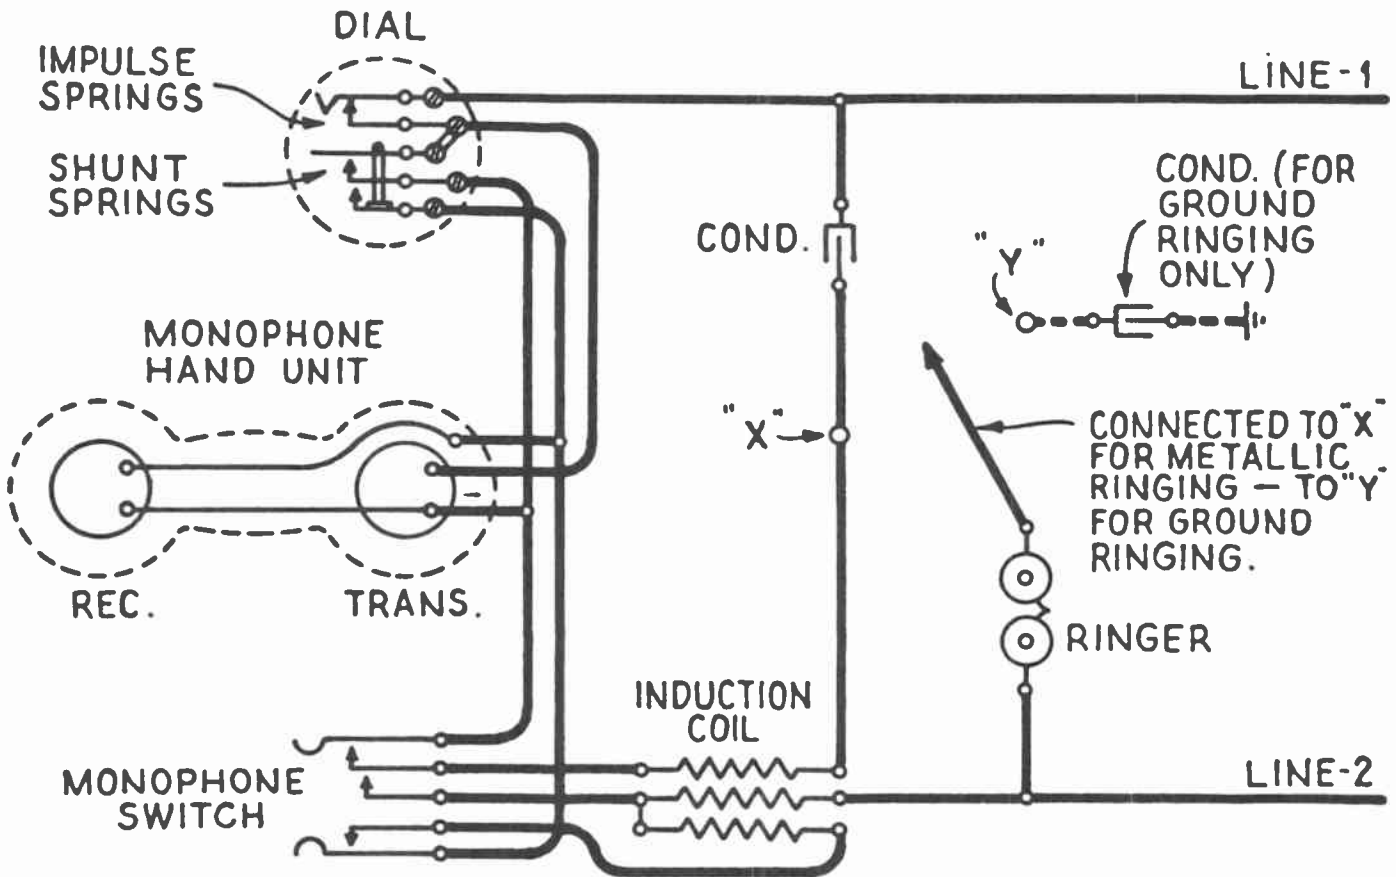 DIAL
IMPULSE
SPRINGS
SHUNT
SPRINGS
LINE-1
COND. (FOR
GROUND
RINGING
ONLY)
"Y"
COND.
MONOPHONE
HAND UNIT
"X"
CONNECTED TO "X"
FOR METALLIC
RINGING — TO "Y"
FOR GROUND
RINGING.
REC.
TRANS.
RINGER
INDUCTION
COIL
MONOPHONE
SWITCH
LINE-2